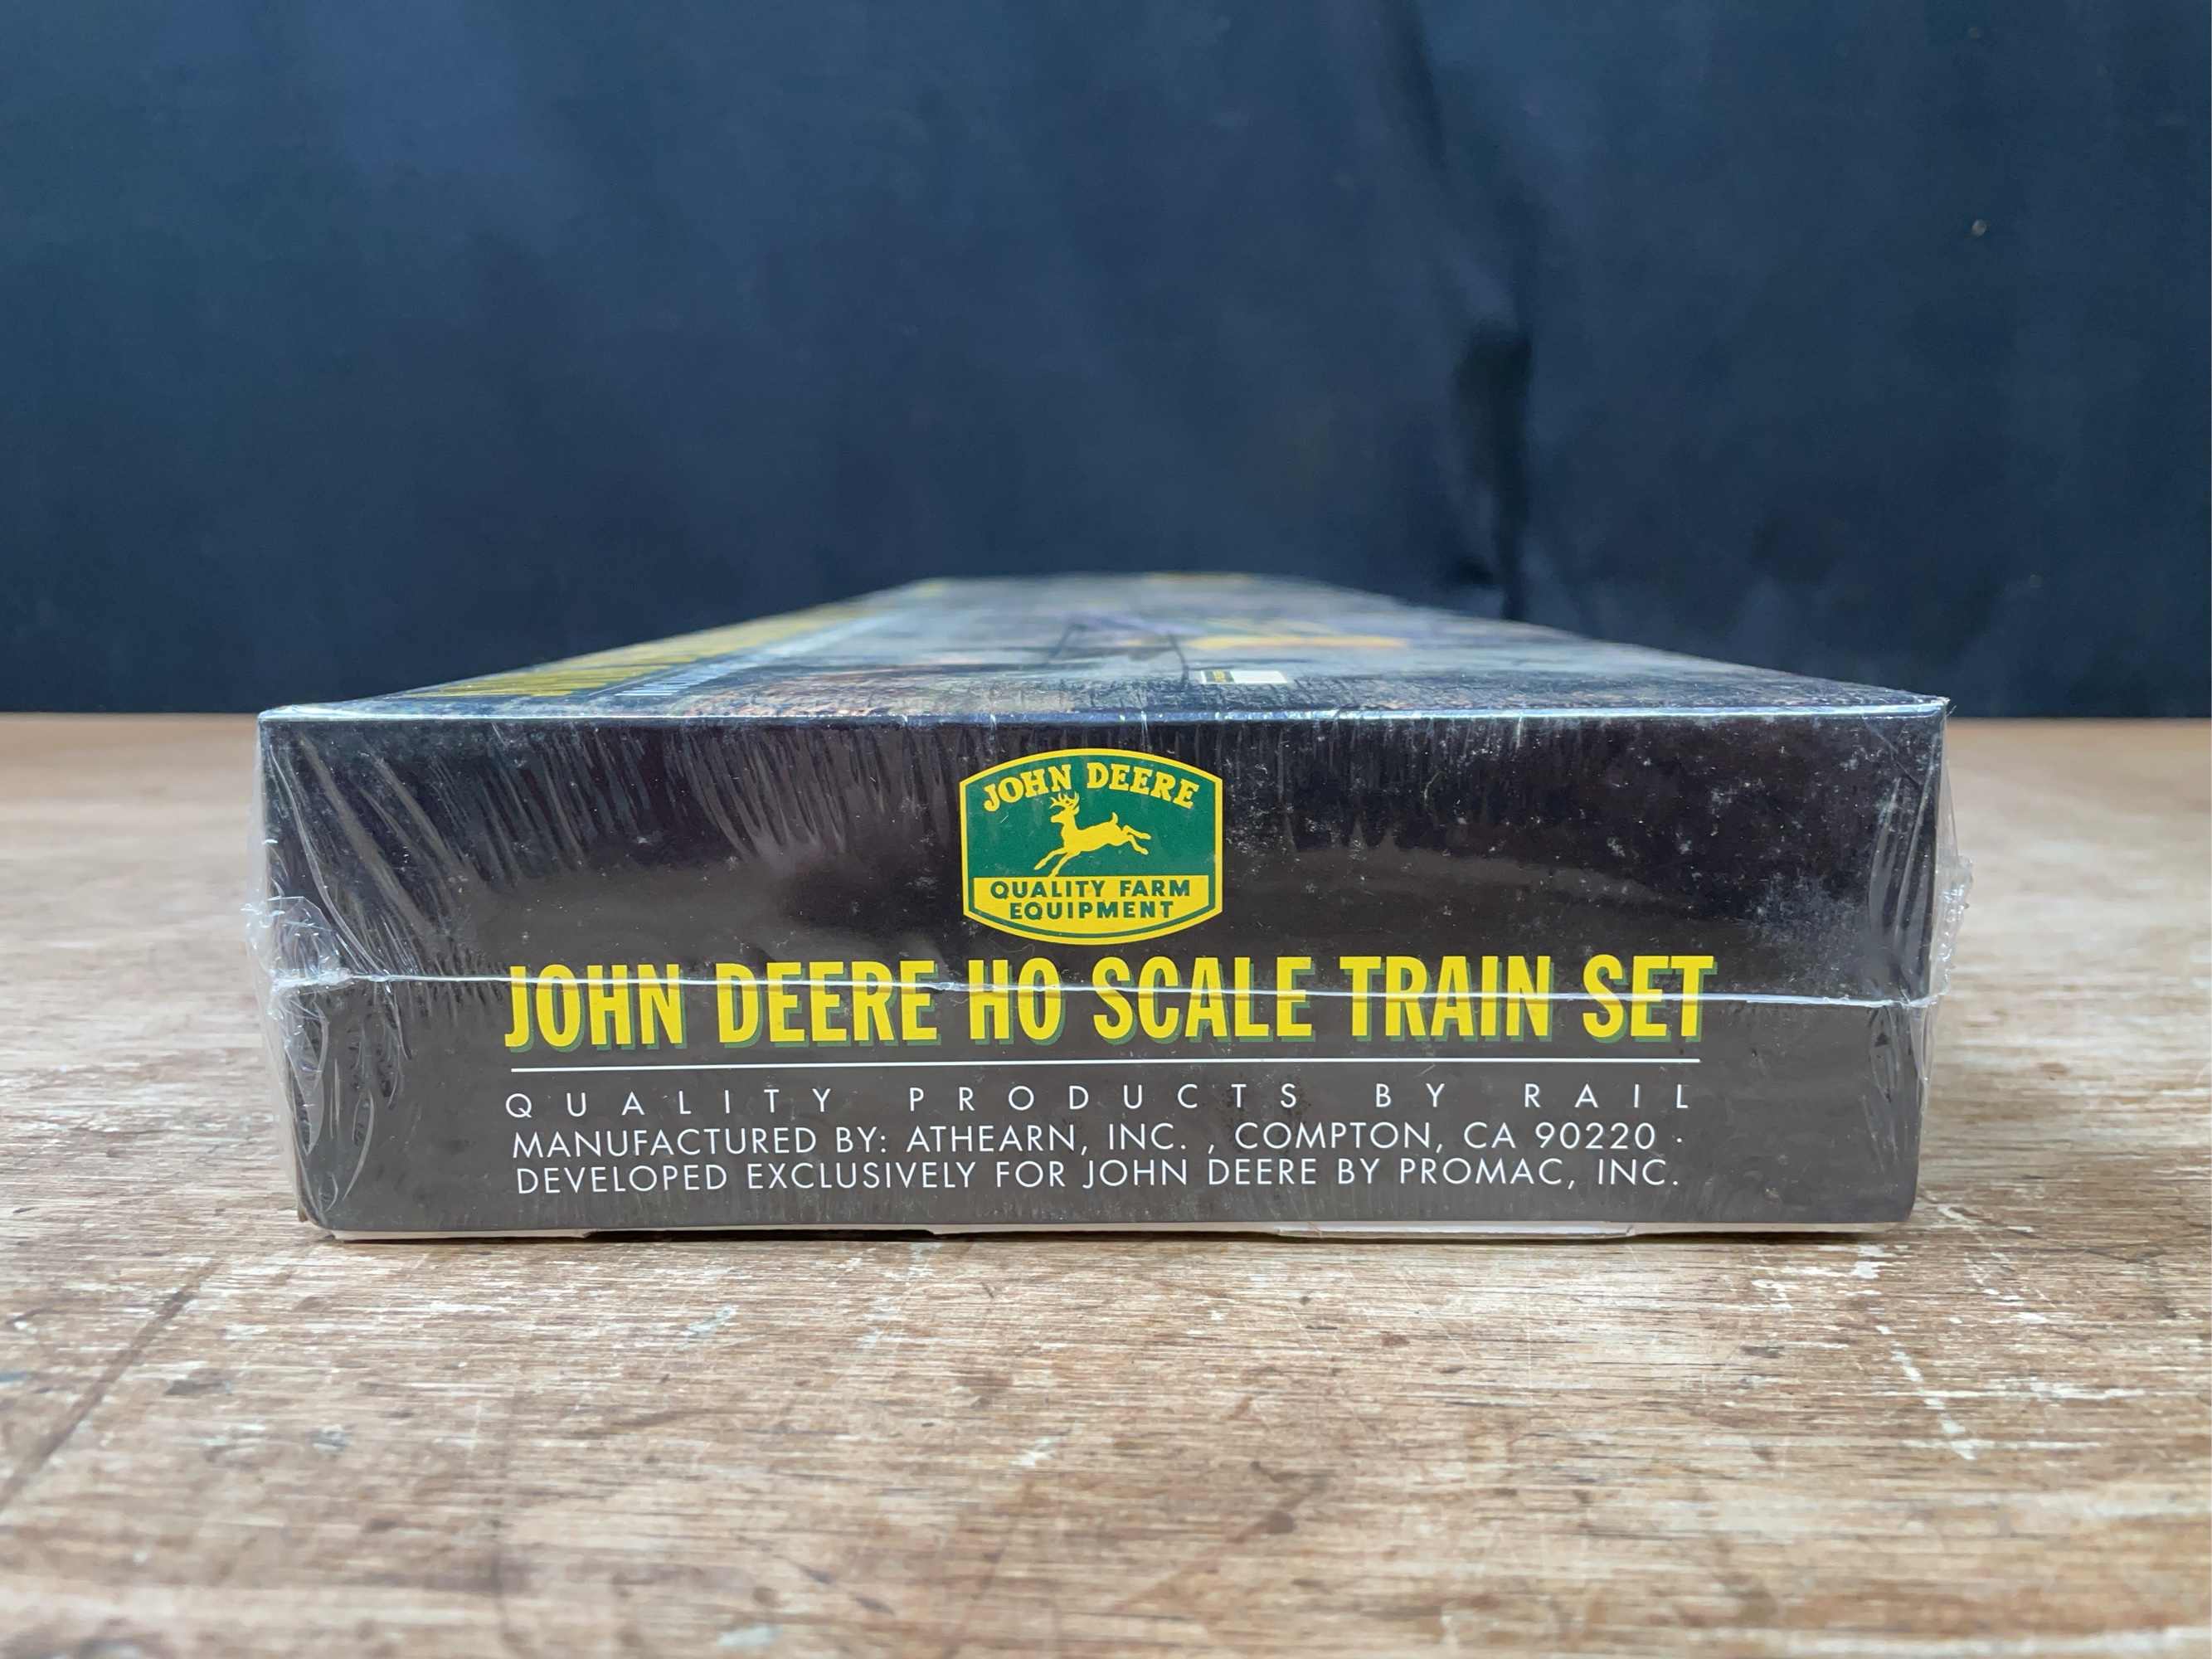 JOHN DEERE
QUALITY FARM
EQUIPMENT
JOHN DEERE HO SCALE TRAIN SET
QUALITY PRODUCTS BY RAIL
MANUFACTURED BY: ATHEARN, INC. , COMPTON, CA 90220 ·
DEVELOPED EXCLUSIVELY FOR JOHN DEERE BY PROMAC, INC.